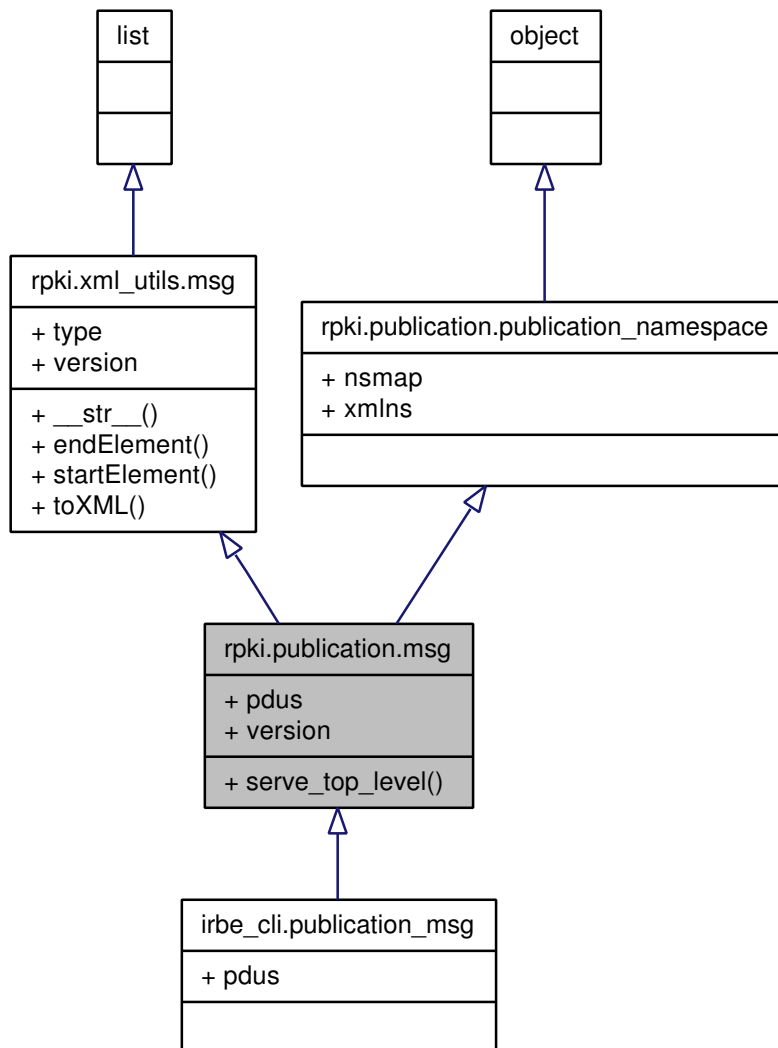 list
object
rpki.xml_utils.msg
+ type
+ version
+ __str__()
+ endElement()
+ startElement()
+ toXML()
rpki.publication.publication_namespace
+ nsmap
+ xmlns
rpki.publication.msg
+ pdus
+ version
+ serve_top_level()
irbe_cli.publication_msg
+ pdus